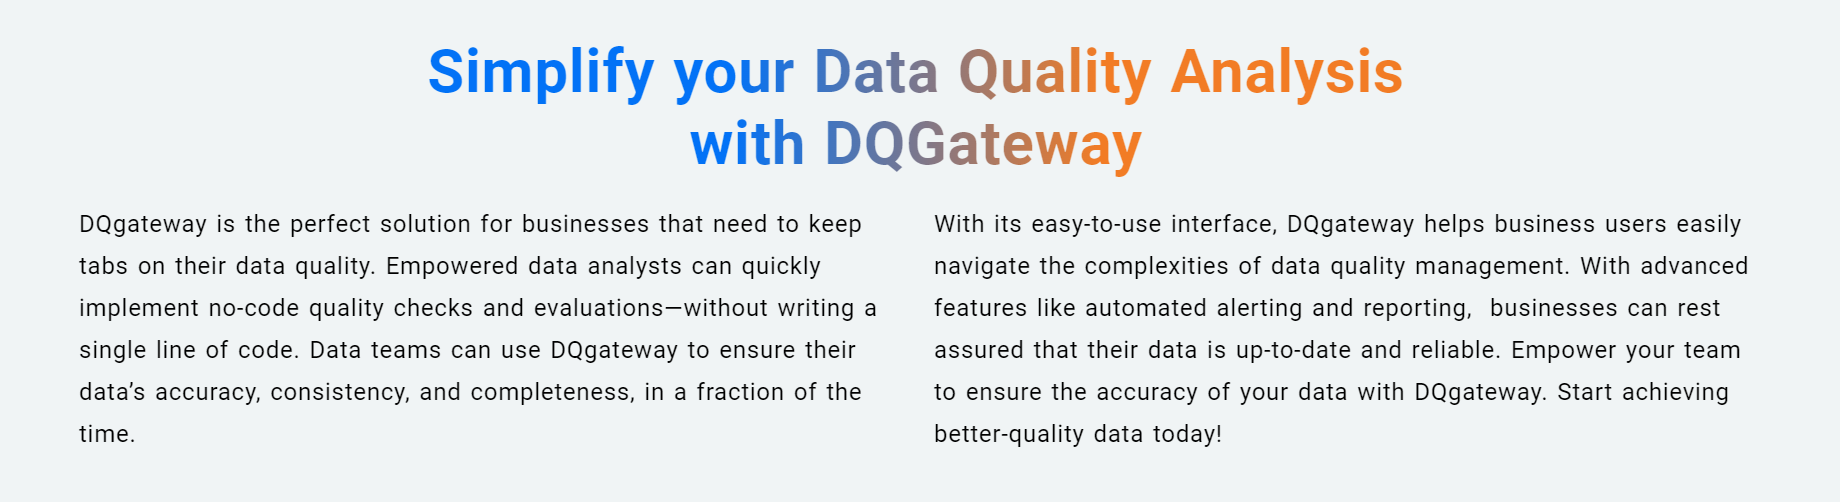 Simplify your Data Quality Analysis
with DQGateway
DQgateway is the perfect solution for businesses that need to keep
tabs on their data quality. Empowered data analysts can quickly
implement no-code quality checks and evaluations—without writing a
single line of code. Data teams can use DQgateway to ensure their
data’s accuracy, consistency, and completeness, in a fraction of the
time.
With its easy-to-use interface, DQgateway helps business users easily
navigate the complexities of data quality management. With advanced
features like automated alerting and reporting,  businesses can rest
assured that their data is up-to-date and reliable. Empower your team
to ensure the accuracy of your data with DQgateway. Start achieving
better-quality data today!